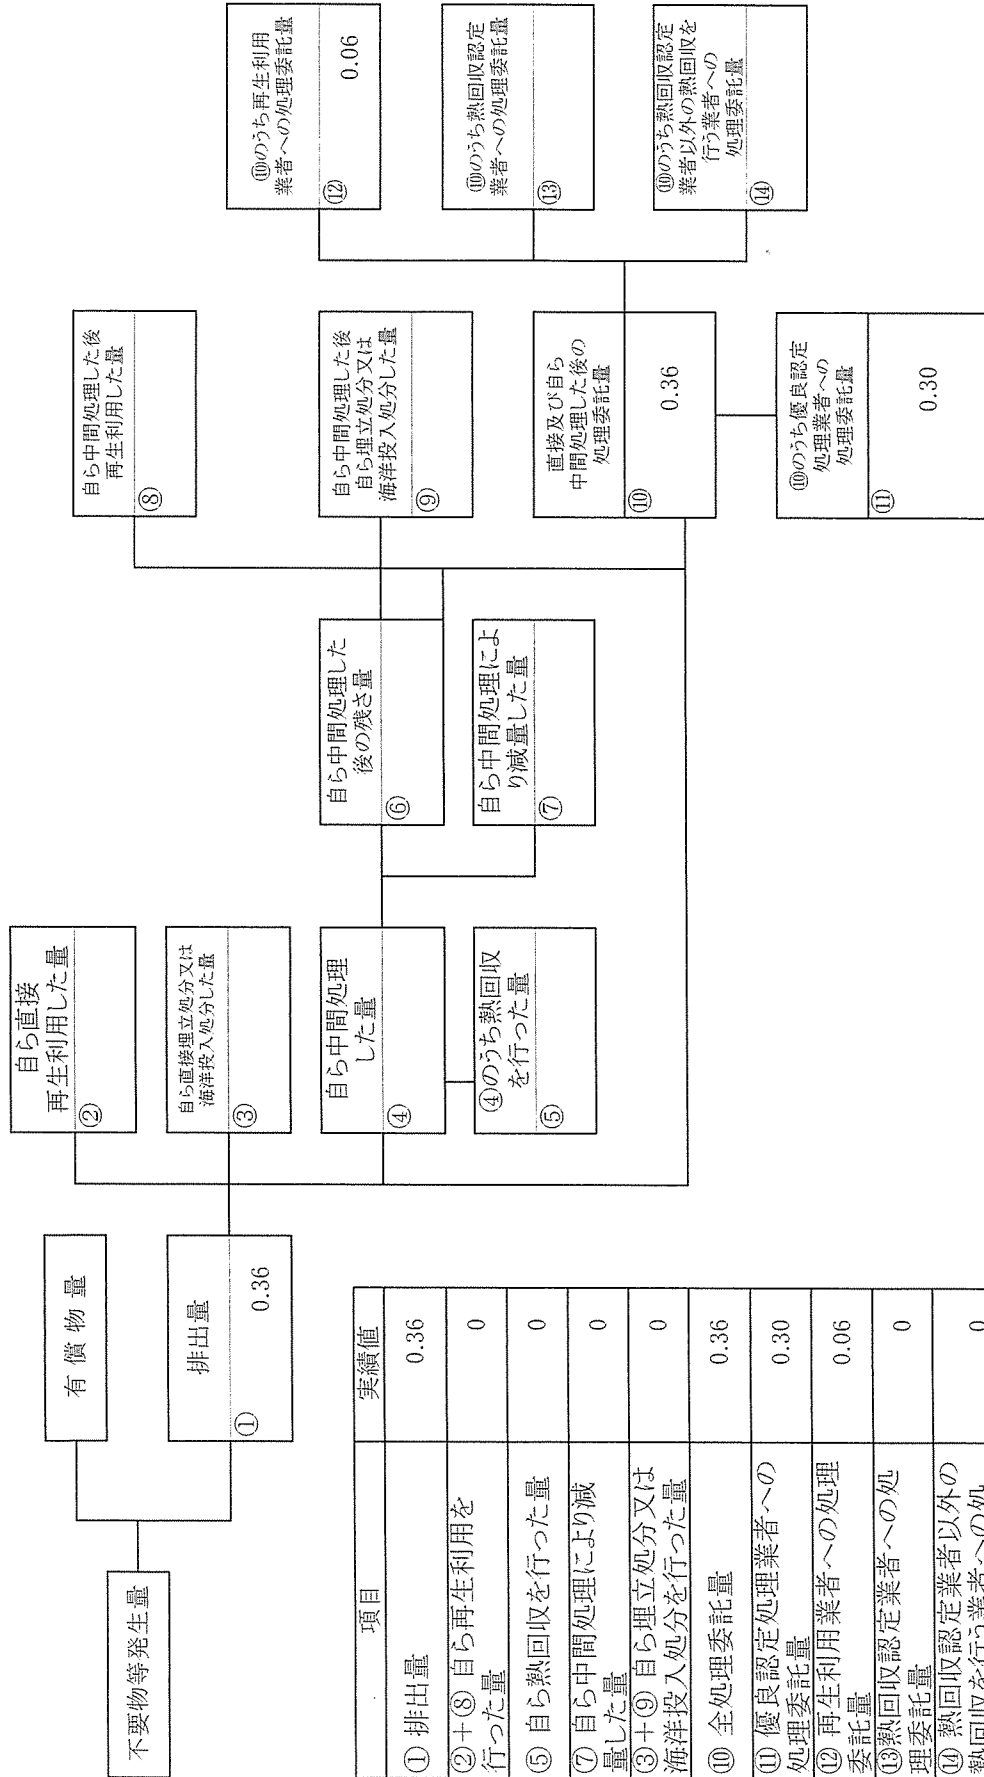 不要物等発生量
有 償 物 量
排出量
①
0.36
自ら直接
再生利用した量
②
自ら直接埋立処分又は
海洋投入処分した量
③
自ら中間処理
した量
④
④のうち熱回収
を行った量
⑤
自ら中間処理した
後の残さ量
⑥
自ら中間処理によ
り減量した量
⑦
自ら中間処理した後
再生利用した量
⑧
自ら中間処理した後
自ら埋立処分又は
海洋投入処分した量
⑨
直接及び自ら
中間処理した後の
処理委託量
⑩
0.36
⑩のうち優良認定
処理業者への
処理委託量
⑪
0.30
⑩のうち再生利用
業者への処理委託量
⑫
0.06
⑩のうち熱回収認定
業者への処理委託量
⑬
⑩のうち熱回収認定
業者以外の熱回収を
行う業者への
処理委託量
⑭
項目 実績値
① 排出量 0.36
②+⑧ 自ら再生利用を
行った量 0
⑤ 自ら熱回収を行った量 0
⑦ 自ら中間処理により減
量した量 0
③+⑨ 自ら埋立処分又は
海洋投入処分を行った量 0
⑩ 全処理委託量 0.36
⑪ 優良認定処理業者への
処理委託量 0.30
⑫ 再生利用業者への処理
委託量 0.06
⑬熱回収認定業者への処
理委託量 0
⑭ 熱回収認定業者以外の
熱回収を行う業者への処 0